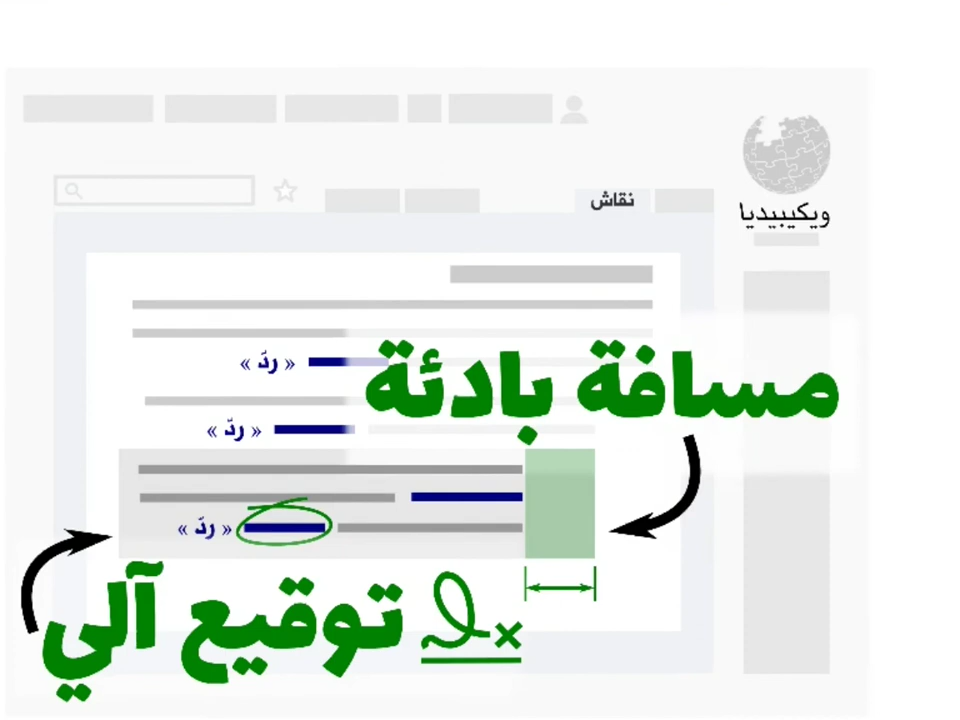 نقاش
ويكيبيديا
« ردّ »
مسافة بادئة
« ردّ »
« ردّ »
توقيع آلي